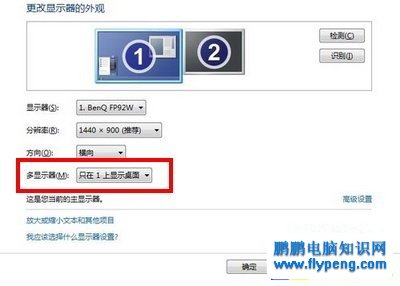 更改显示器的外观
1
2
检测(C)
识别(I)
显示器(S): 1. BenQ FP92W
分辨率(R): 1440 × 900 (推荐)
方向(O): 横向
多显示器(M): 只在 1 上显示桌面
这是您当前的主显示器。 高级设置
放大或缩小文本和其他项目
我应该选择什么显示器设置?
确定
鹏鹏电脑知识网
www.flypeng.com